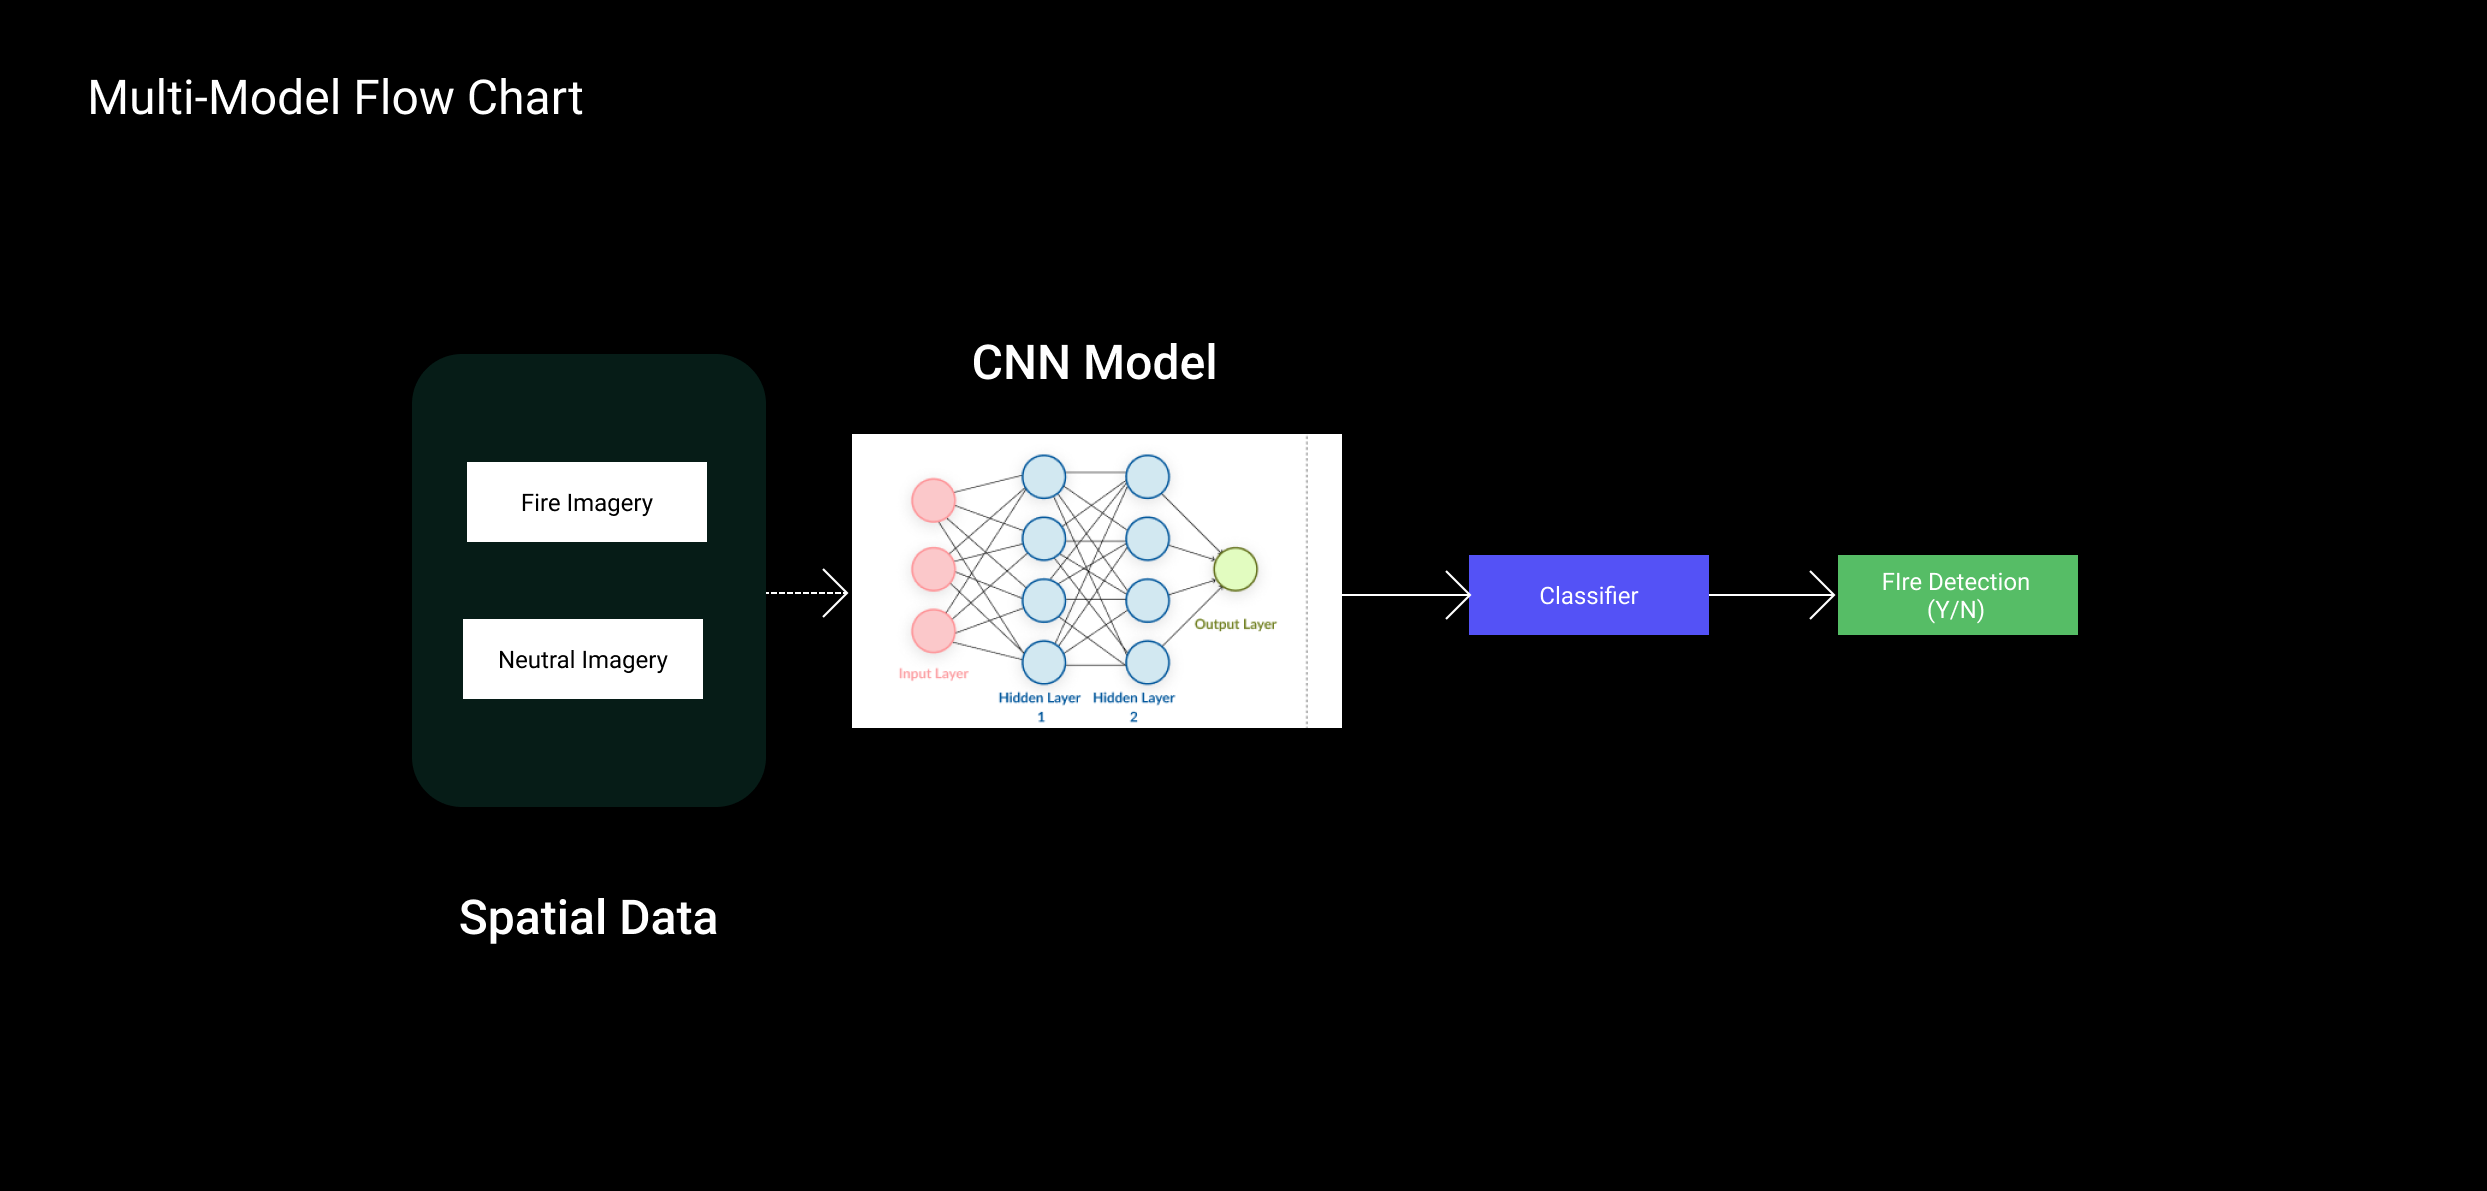 Multi-Model Flow Chart
CNN Model
Fire Imagery
Neutral Imagery
Input Layer
Hidden Layer
1
Hidden Layer
2
Output Layer
Classifier
FIre Detection
(Y/N)
Spatial Data